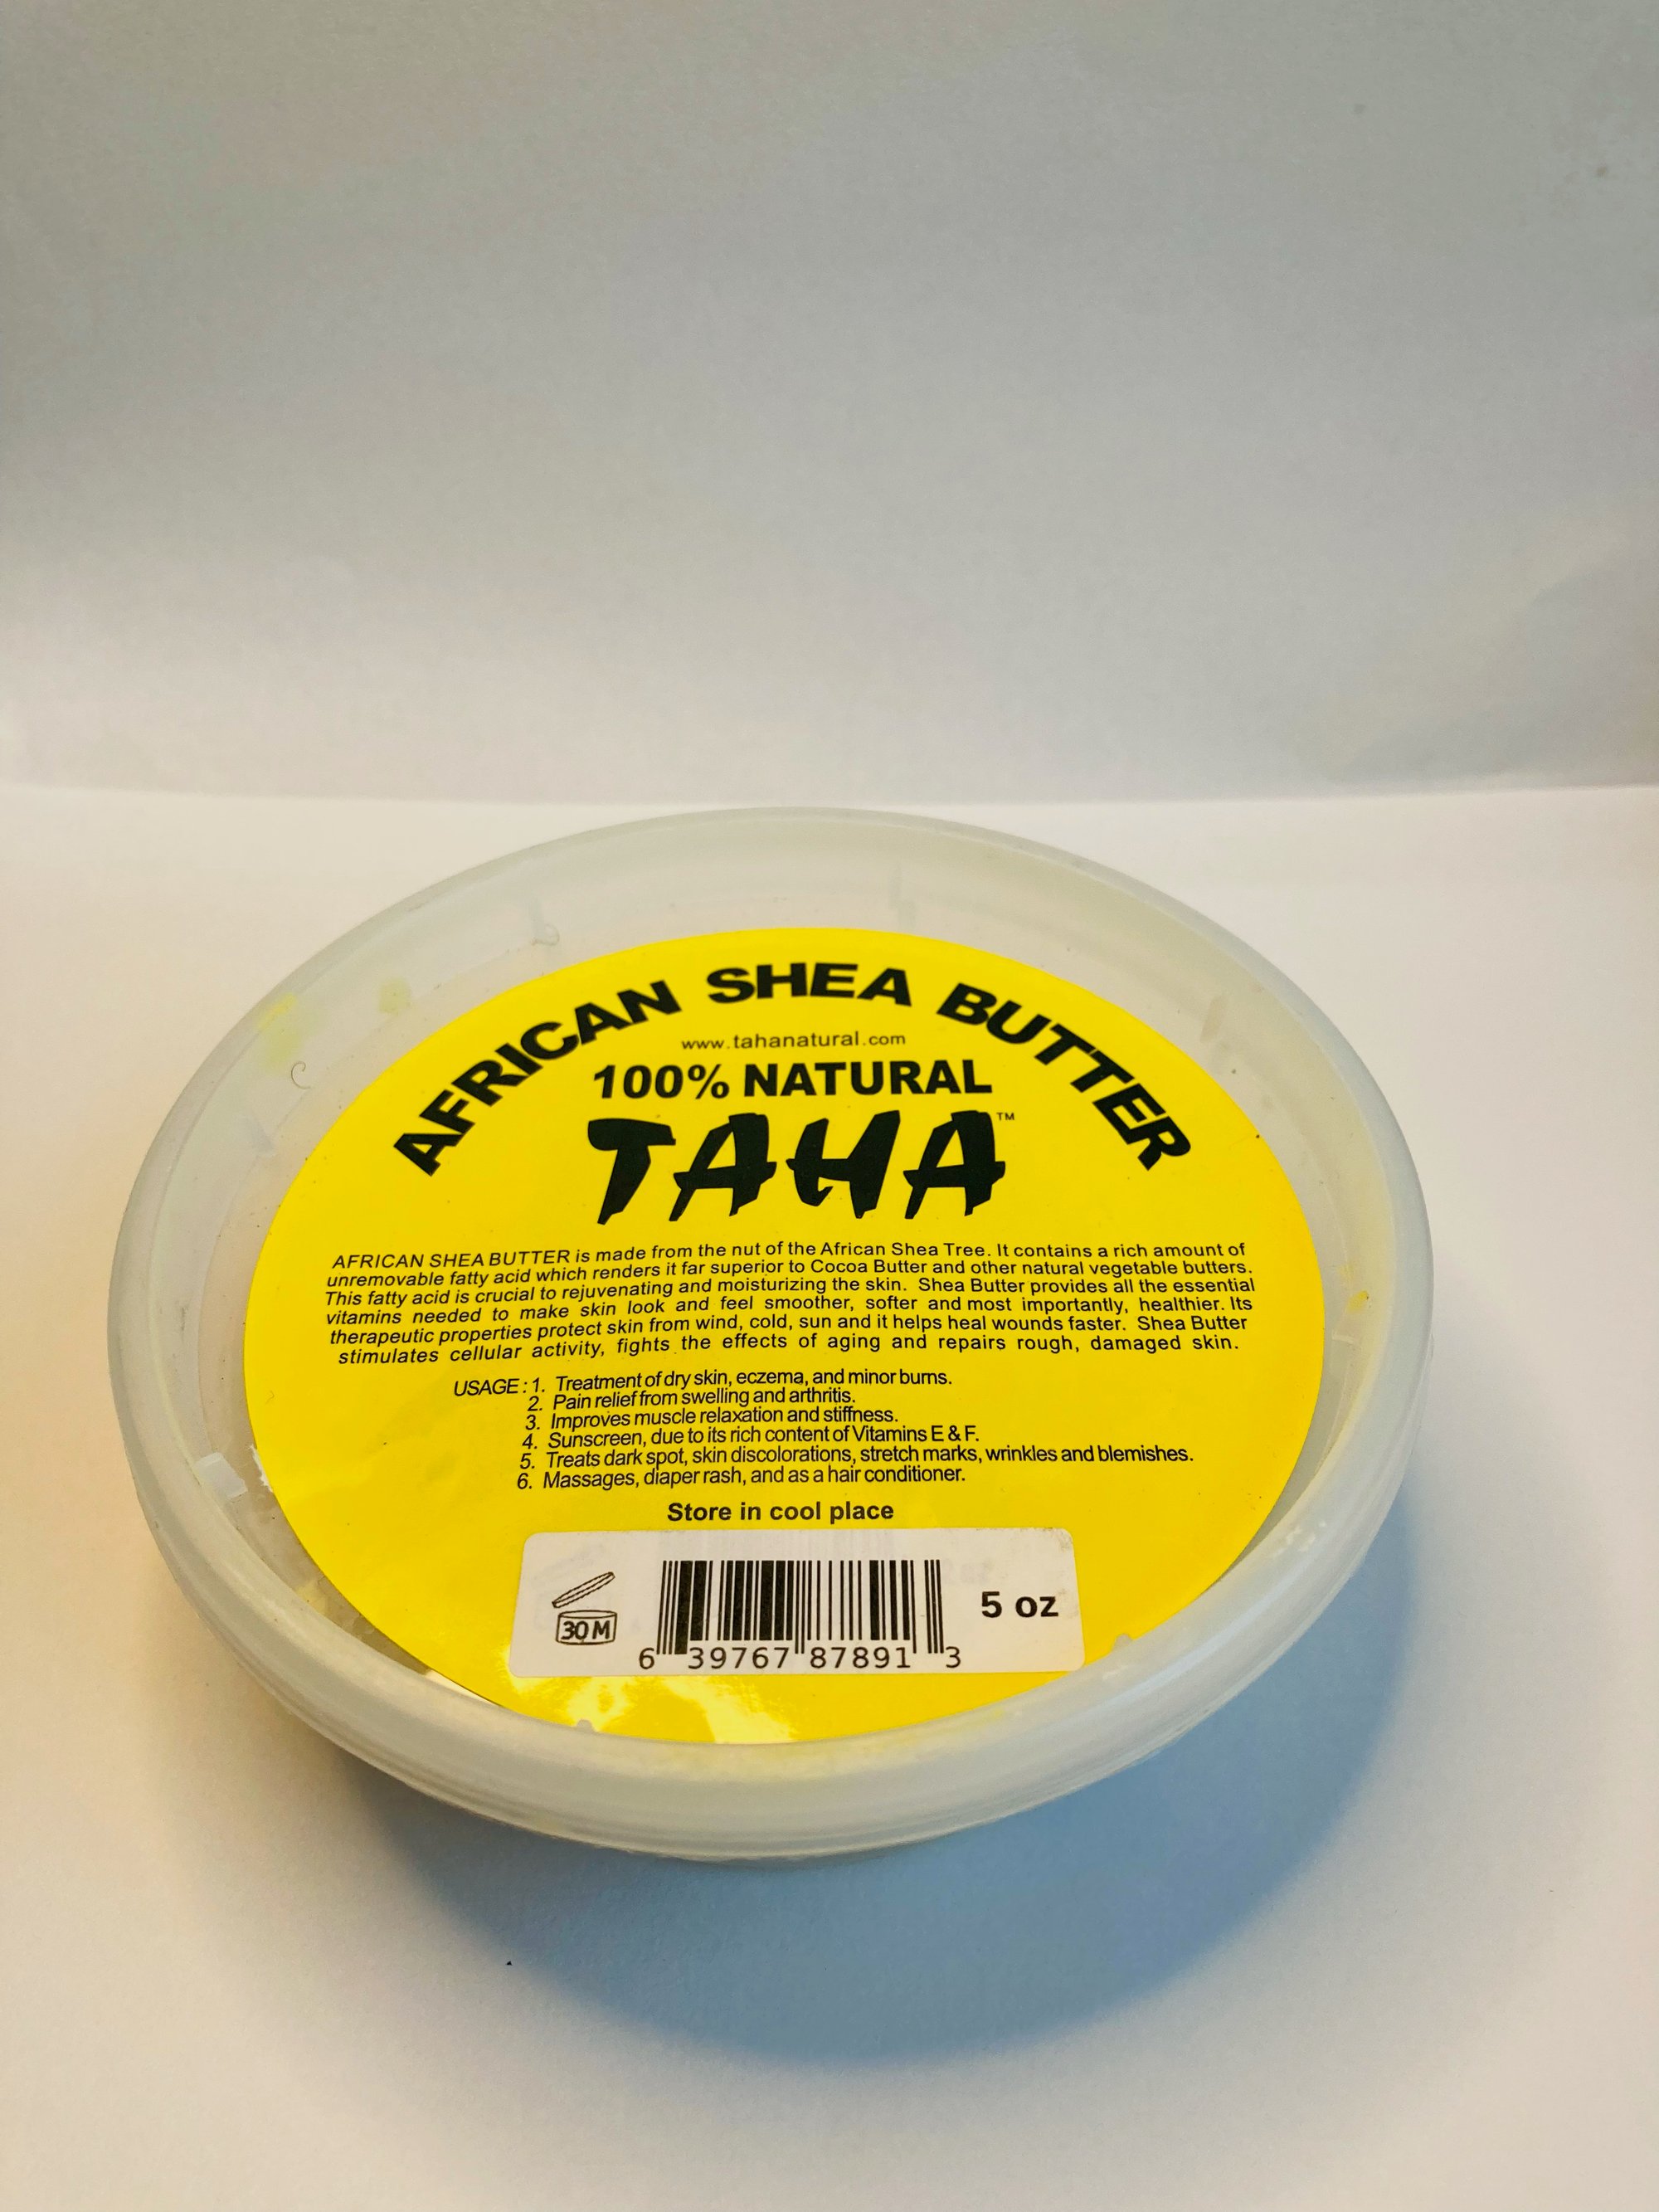 AFRICAN SHEA BUTTER
www.tahanatural.com
100% NATURAL
TAHA™
AFRICAN SHEA BUTTER is made from the nut of the African Shea Tree. It contains a rich amount of
unremovable fatty acid which renders it far superior to Cocoa Butter and other natural vegetable butters.
This fatty acid is crucial to rejuvenating and moisturizing the skin. Shea Butter provides all the essential
vitamins needed to make skin look and feel smoother, softer and most importantly, healthier. Its
therapeutic properties protect skin from wind, cold, sun and it helps heal wounds faster. Shea Butter
stimulates cellular activity, fights the effects of aging and repairs rough, damaged skin.
USAGE : 1. Treatment of dry skin, eczema, and minor burns.
2. Pain relief from swelling and arthritis.
3. Improves muscle relaxation and stiffness.
4. Sunscreen, due to its rich content of Vitamins E & F.
5. Treats dark spot, skin discolorations, stretch marks, wrinkles and blemishes.
6. Massages, diaper rash, and as a hair conditioner.
Store in cool place
30M
5 oz
6 39767 87891 3